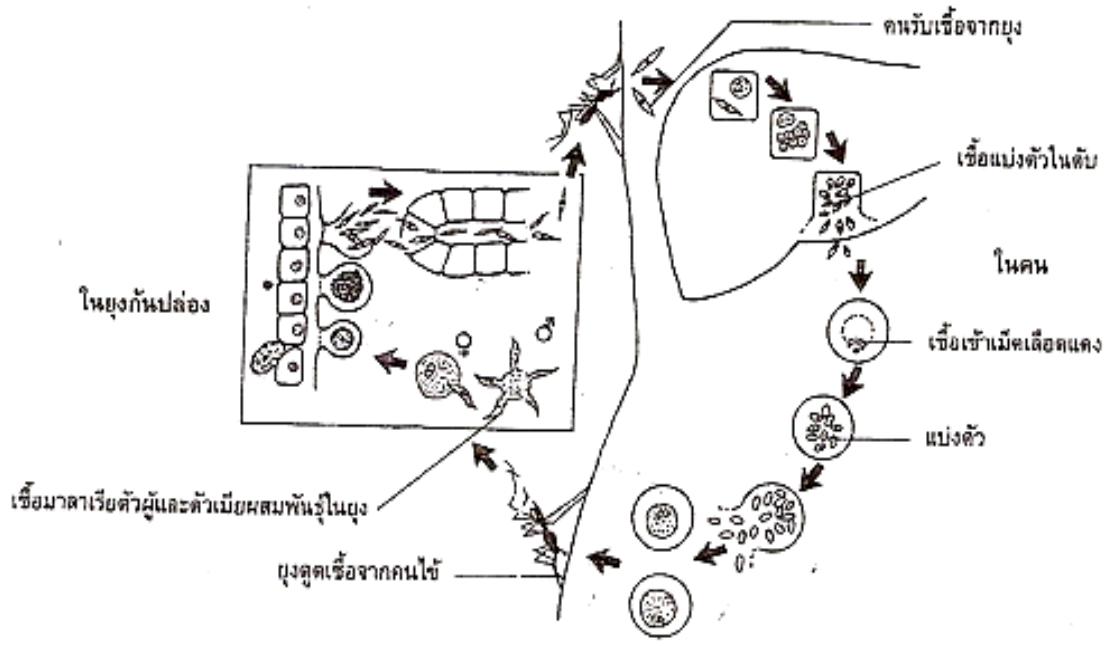 คนรับเชื้อจากยุง
เชื้อแบ่งตัวในตับ
ในคน
ในยุงก้นปล่อง
เชื้อเข้าเม็ดเลือดแดง
แบ่งตัว
เชื้อมาลาเรียตัวผู้และตัวเมียผสมพันธุ์ในยุง
ยุงดูดเชื้อจากคนไข้